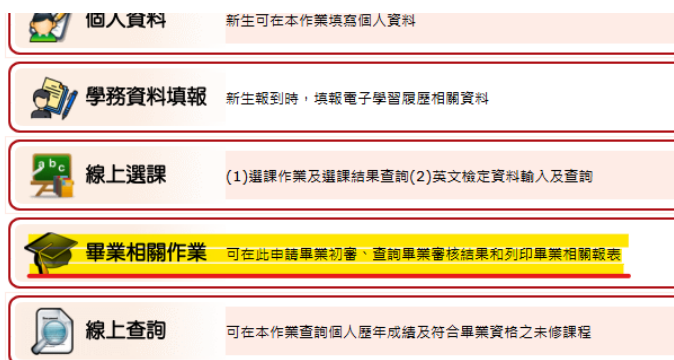 個人資料 新生可在本作業填寫個人資料
學務資料填報 新生報到時，填報電子學習履歷相關資料
abc
線上選課 (1)選課作業及選課結果查詢(2)英文檢定資料輸入及查詢
畢業相關作業 可在此申請畢業初審、查詢畢業審核結果和列印畢業相關報表
線上查詢 可在本作業查詢個人歷年成績及符合畢業資格之未修課程